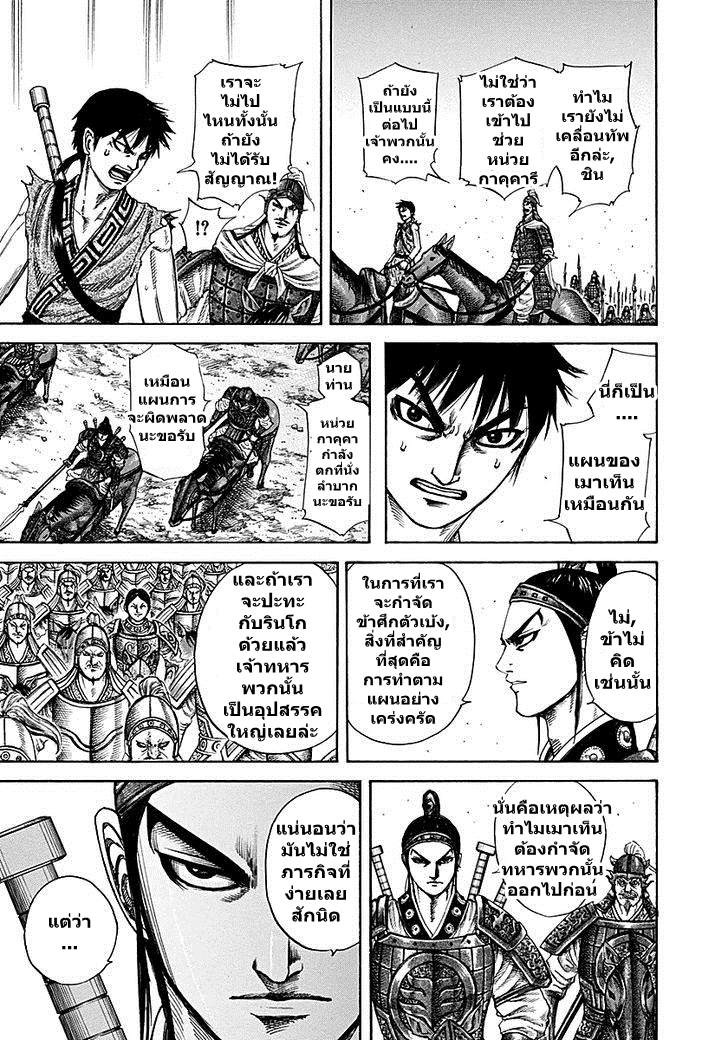 ทำไม
เรายังไม่
เคลื่อนทัพ
อีกล่ะ,
ชิน
ไม่ใช่ว่า
เราต้อง
เข้าไป
ช่วย
หน่วย
กาคุคารึ
ถ้ายัง
เป็นแบบนี้
ต่อไป
เจ้าพวกนั้น
คง....
เราจะ
ไม่ไป
ไหนทั้งนั้น
ถ้ายัง
ไม่ได้รับ
สัญญาณ!
!?
นี่ก็เป็น
....
แผนของ
เมาเท็น
เหมือนกัน
นาย
ท่าน
หน่วย
กาคุคา
กำลัง
ตกที่นั่ง
ลำบาก
นะขอรับ
เหมือน
แผนการ
จะผิดพลาด
นะขอรับ
ไม่,
ข้าไม่
คิด
เช่นนั้น
ในการที่เรา
จะกำจัด
ข้าศึกตัวเบ้ง,
สิ่งที่สำคัญ
ที่สุดคือ
การทำตาม
แผนอย่าง
เคร่งครัด
และถ้าเรา
จะปะทะ
กับรินโก
ด้วยแล้ว
เจ้าทหาร
พวกนั้น
เป็นอุปสรรค
ใหญ่เลยล่ะ
นั่นคือเหตุผลว่า
ทำไมเมาเท็น
ต้องกำจัด
ทหารพวกนั้น
ออกไปก่อน
แน่นอนว่า
มันไม่ใช่
ภารกิจที่
ง่ายเลย
สักนิด
แต่ว่า
...